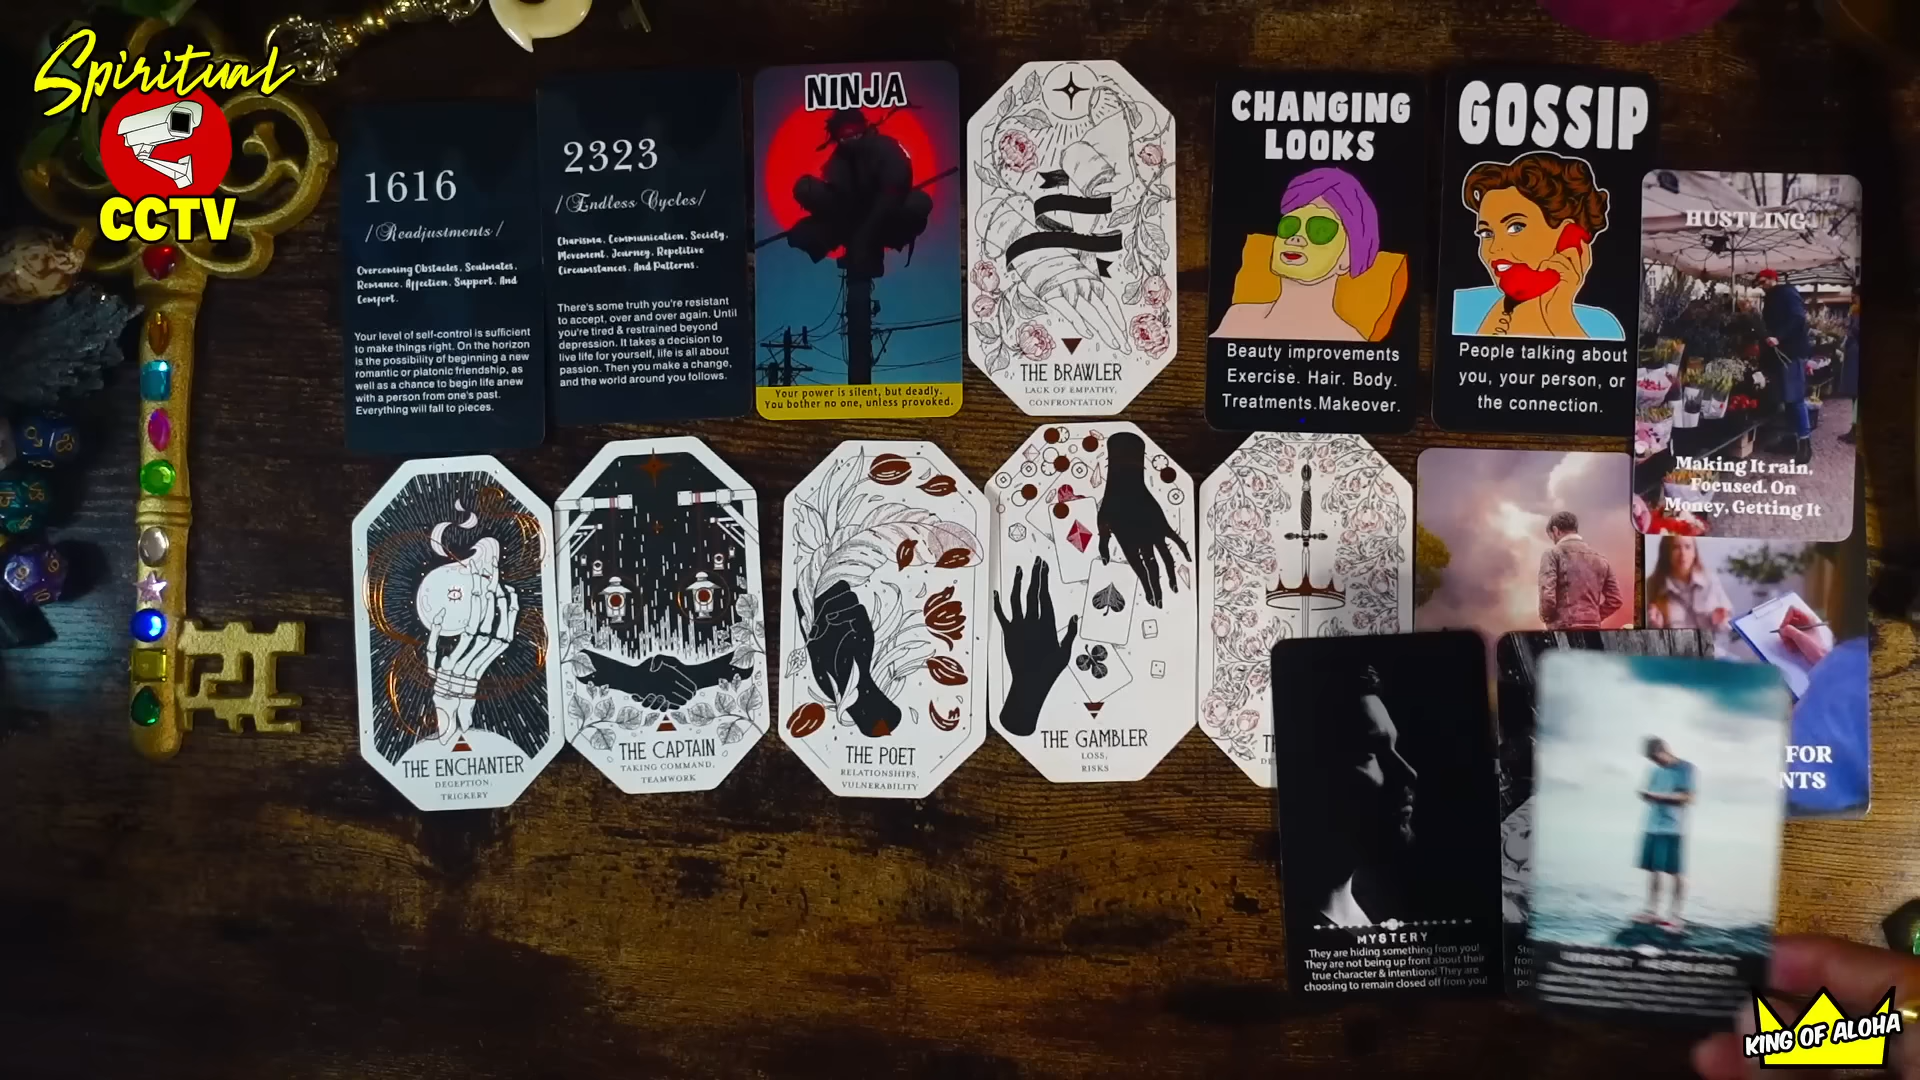 Spiritual
CCTV
1616
/Readjustments/
Overcoming Obstacles, Soulmates,
Romance, Affection, Support, And
Comfort.
Your level of self-control is sufficient
to make things right. On the horizon
is the possibility of beginning a new
romantic or platonic friendship, as
well as a chance to begin life anew
with a person from one's past.
Everything will fall to pieces.
2323
/Endless Cycles/
Charisma, Communication, Society,
Movement, Journey, Repetitive
Circumstances, And Patterns.
There's some truth you're resistant
to accept, over and over again. Until
you're tired & restrained beyond
depression. It takes a decision to
live life for yourself, life is all about
passion. Then you make a change,
and the world around you follows.
NINJA
Your power is silent, but deadly.
You bother no one, unless provoked.
THE BRAWLER
LACK OF EMPATHY,
CONFRONTATION
CHANGING
LOOKS
Beauty improvements
Exercise. Hair. Body.
Treatments.Makeover.
GOSSIP
People talking about
you, your person, or
the connection.
HUSTLING
Making It rain,
Focused. On
Money, Getting It
THE ENCHANTER
DECEPTION,
TRICKERY
THE CAPTAIN
TAKING COMMAND,
TEAMWORK
THE POET
RELATIONSHIPS,
VULNERABILITY
THE GAMBLER
LOSS,
RISKS
FOR
NTS
MYSTERY
They are hiding something from you!
They are not being up front about their
true character & intentions! They are
choosing to remain closed off from you!
KING OF ALOHA